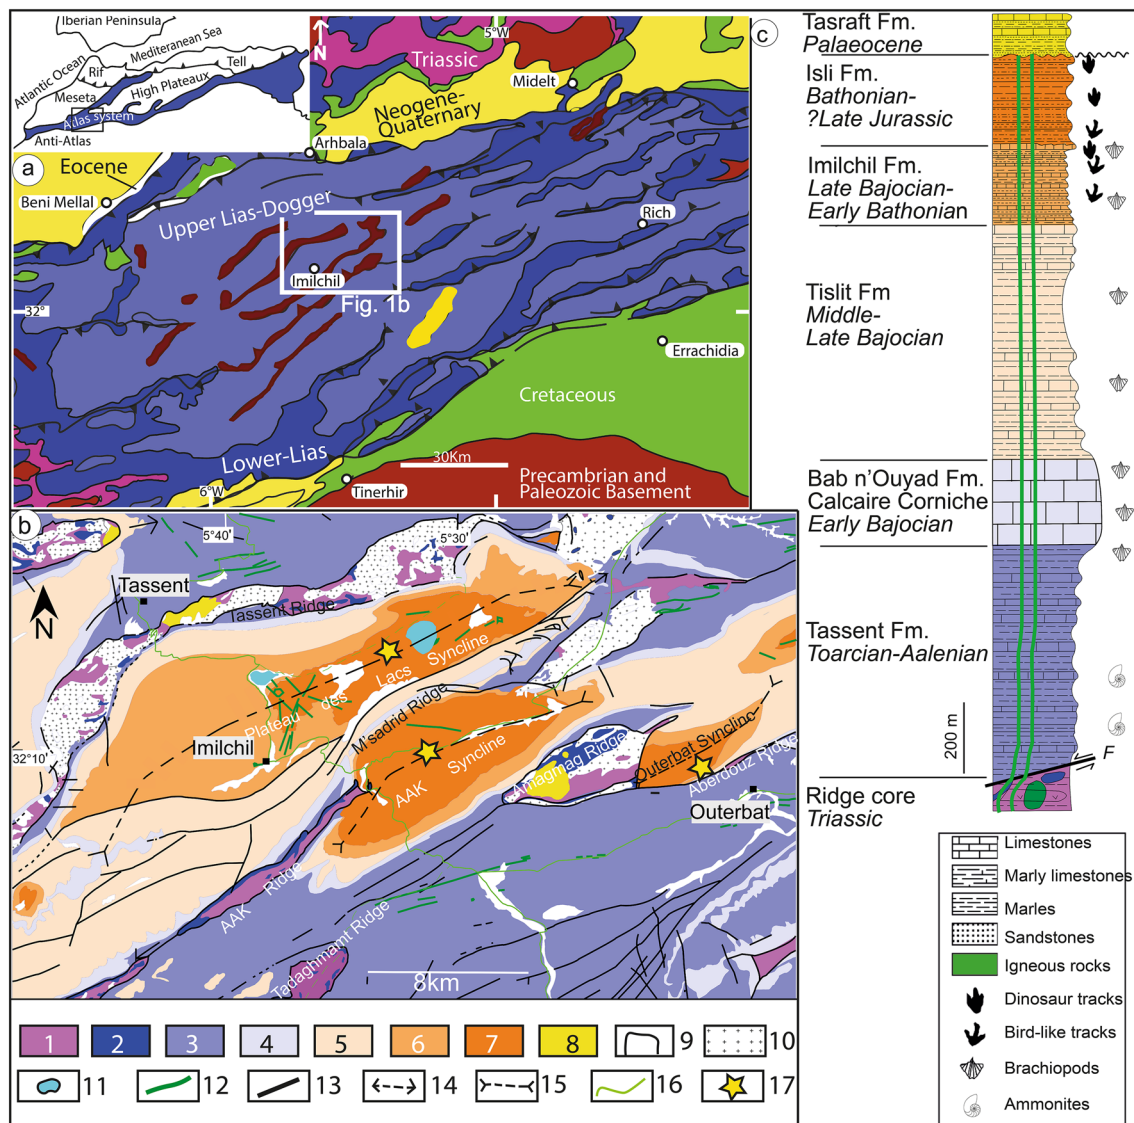 Iberian Peninsula
Mediteranean Sea
Atlantic Ocean
Rif
Tell
High Plateaux
Meseta
Atlas system
Anti-Atlas
N
5°W
c
Triassic
Midelt
Neogene-
Quaternary
Arhbala
a
Eocene
Beni Mellal
Upper Lias-Dogger
Rich
Imilchil
Fig. 1b
32°
Errachidia
Cretaceous
Lower-Lias
30Km
6°W
Tinerhir
Precambrian and
Paleozoic Basement
b
5°40'
5°30'
Tassent
N
Tassent Ridge
Plateau des Lacs Syncline
M'sadrid Ridge
Imilchil
32°10'
AAK Syncline
Amagmag Ridge
Outerbat Syncline
Aberdouz Ridge
Outerbat
AAK Ridge
Tadaghmamt Ridge
8km
1 2 3 4 5 6 7 8 9 10
11 12 13 14 15 16 17
Tasraft Fm.
Palaeocene
Isli Fm.
Bathonian-
?Late Jurassic
Imilchil Fm.
Late Bajocian-
Early Bathonian
Tislit Fm
Middle-
Late Bajocian
Bab n'Ouyad Fm.
Calcaire Corniche
Early Bajocian
Tassent Fm.
Toarcian-Aalenian
200 m
F
Ridge core
Triassic
Limestones
Marly limestones
Marles
Sandstones
Igneous rocks
Dinosaur tracks
Bird-like tracks
Brachiopods
Ammonites